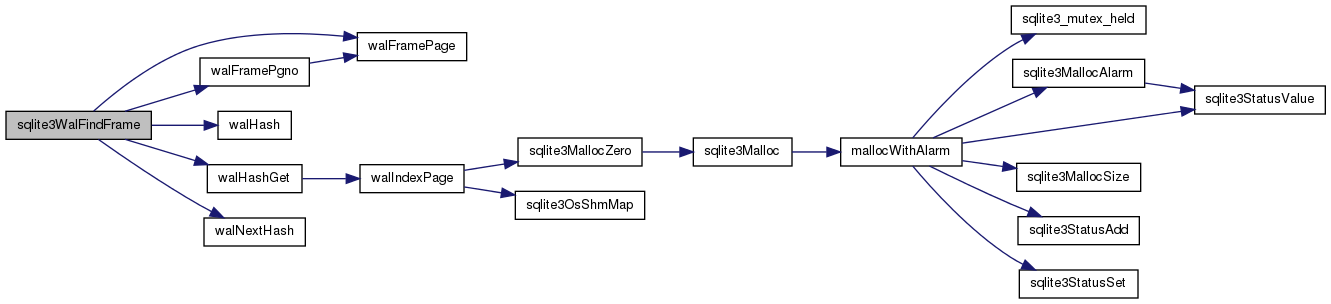 sqlite3WalFindFrame
walFramePage
walFramePgno
walHash
walHashGet
walNextHash
walIndexPage
sqlite3MallocZero
sqlite3OsShmMap
sqlite3Malloc
mallocWithAlarm
sqlite3_mutex_held
sqlite3MallocAlarm
sqlite3StatusValue
sqlite3MallocSize
sqlite3StatusAdd
sqlite3StatusSet